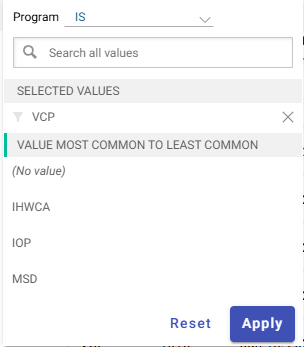 Program IS
Search all values
SELECTED VALUES
VCP
VALUE MOST COMMON TO LEAST COMMON
(No value)
IHWCA
IOP
MSD
Reset Apply